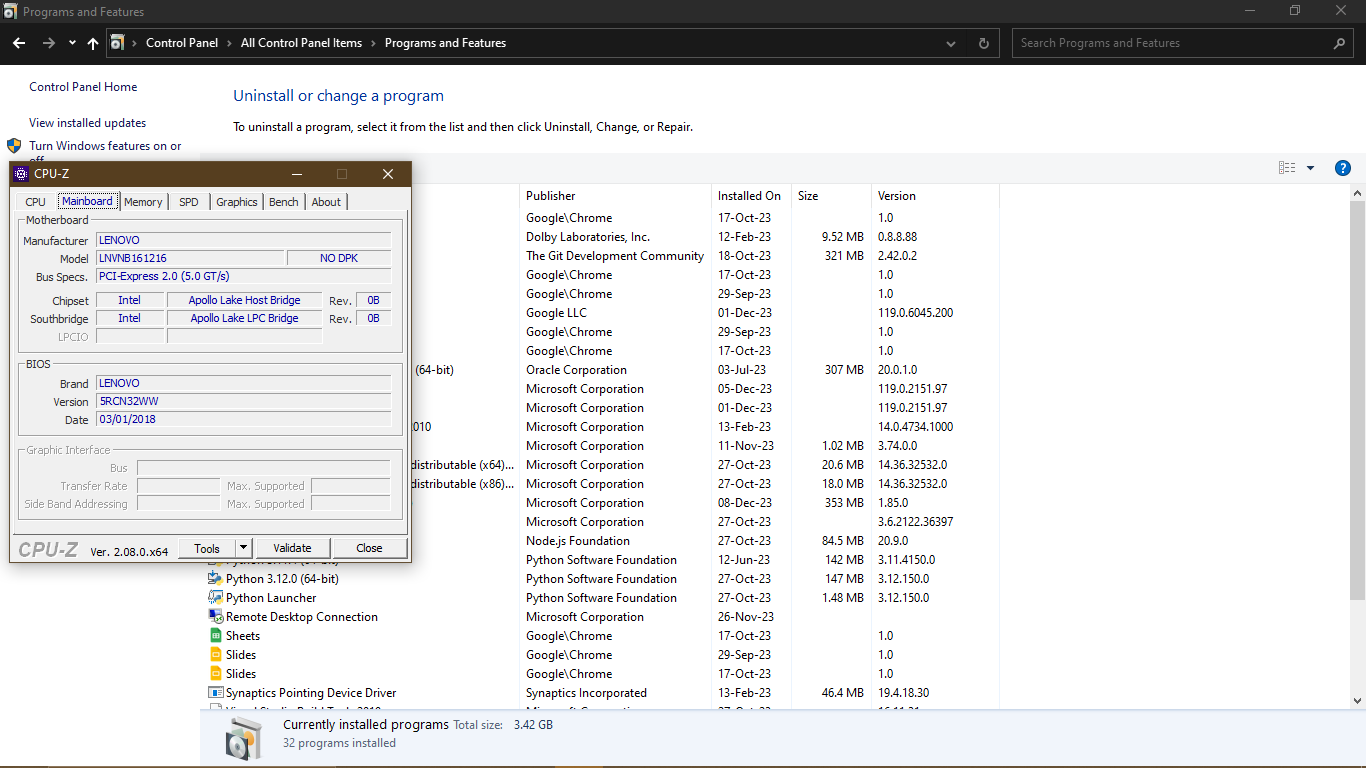 Programs and Features
Control Panel > All Control Panel Items > Programs and Features
Search Programs and Features
Control Panel Home
View installed updates
Turn Windows features on or
Uninstall or change a program
To uninstall a program, select it from the list and then click Uninstall, Change, or Repair.
CPU-Z
CPU Mainboard Memory SPD Graphics Bench About
Motherboard
Manufacturer LENOVO
Model LNVNB161216 NO DPK
Bus Specs. PCI-Express 2.0 (5.0 GT/s)
Chipset Intel Apollo Lake Host Bridge Rev. 0B
Southbridge Intel Apollo Lake LPC Bridge Rev. 0B
LPCIO
BIOS
Brand LENOVO
Version 5RCN32WW
Date 03/01/2018
Graphic Interface
Bus
Transfer Rate Max. Supported
Side Band Addressing Max. Supported
CPU-Z Ver. 2.08.0.x64 Tools Validate Close
Publisher Installed On Size Version
Google\Chrome 17-Oct-23 1.0
Dolby Laboratories, Inc. 12-Feb-23 9.52 MB 0.8.8.88
The Git Development Community 18-Oct-23 321 MB 2.42.0.2
Google\Chrome 17-Oct-23 1.0
Google\Chrome 29-Sep-23 1.0
Google LLC 01-Dec-23 119.0.6045.200
Google\Chrome 29-Sep-23 1.0
Google\Chrome 17-Oct-23 1.0
(64-bit) Oracle Corporation 03-Jul-23 307 MB 20.0.1.0
Microsoft Corporation 05-Dec-23 119.0.2151.97
Microsoft Corporation 01-Dec-23 119.0.2151.97
010 Microsoft Corporation 13-Feb-23 14.0.4734.1000
Microsoft Corporation 11-Nov-23 1.02 MB 3.74.0.0
distributable (x64)... Microsoft Corporation 27-Oct-23 20.6 MB 14.36.32532.0
distributable (x86)... Microsoft Corporation 27-Oct-23 18.0 MB 14.36.32532.0
Microsoft Corporation 08-Dec-23 353 MB 1.85.0
Microsoft Corporation 27-Oct-23 3.6.2122.36397
Node.js Foundation 27-Oct-23 84.5 MB 20.9.0
Python Software Foundation 12-Jun-23 142 MB 3.11.4150.0
Python 3.12.0 (64-bit) Python Software Foundation 27-Oct-23 147 MB 3.12.150.0
Python Launcher Python Software Foundation 27-Oct-23 1.48 MB 3.12.150.0
Remote Desktop Connection Microsoft Corporation 26-Nov-23
Sheets Google\Chrome 17-Oct-23 1.0
Slides Google\Chrome 29-Sep-23 1.0
Slides Google\Chrome 17-Oct-23 1.0
Synaptics Pointing Device Driver Synaptics Incorporated 13-Feb-23 46.4 MB 19.4.18.30
Currently installed programs Total size: 3.42 GB
32 programs installed